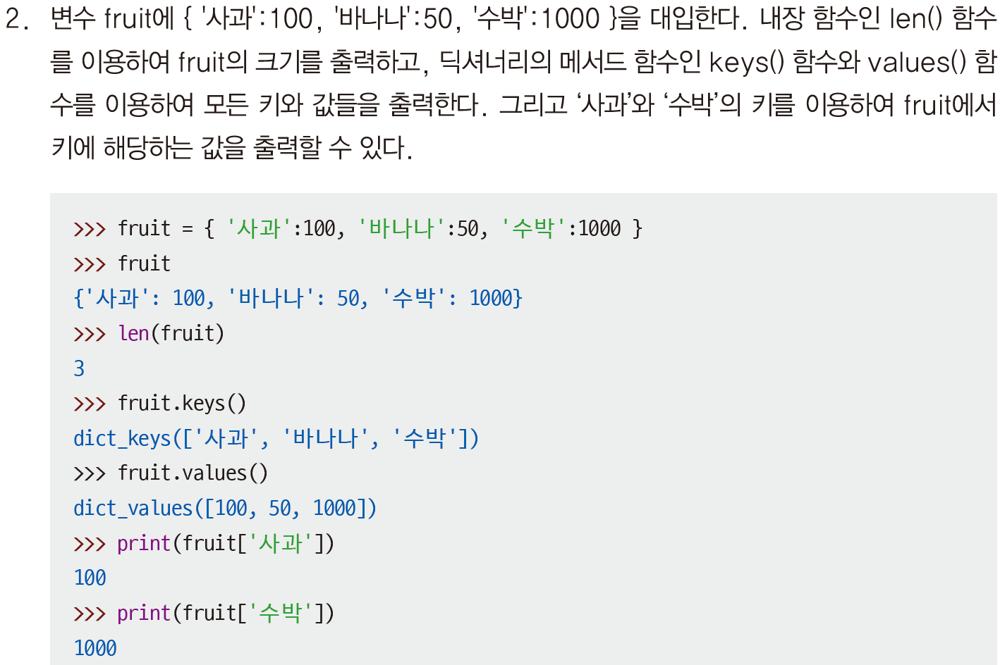 2. 변수 fruit에 { '사과':100, '바나나':50, '수박':1000 }을 대입한다. 내장 함수인 len() 함수
를 이용하여 fruit의 크기를 출력하고, 딕셔너리의 메서드 함수인 keys() 함수와 values() 함
수를 이용하여 모든 키와 값들을 출력한다. 그리고 ‘사과’와 ‘수박’의 키를 이용하여 fruit에서
키에 해당하는 값을 출력할 수 있다.
>>> fruit = { '사과':100, '바나나':50, '수박':1000 }
>>> fruit
{'사과': 100, '바나나': 50, '수박': 1000}
>>> len(fruit)
3
>>> fruit.keys()
dict_keys(['사과', '바나나', '수박'])
>>> fruit.values()
dict_values([100, 50, 1000])
>>> print(fruit['사과'])
100
>>> print(fruit['수박'])
1000